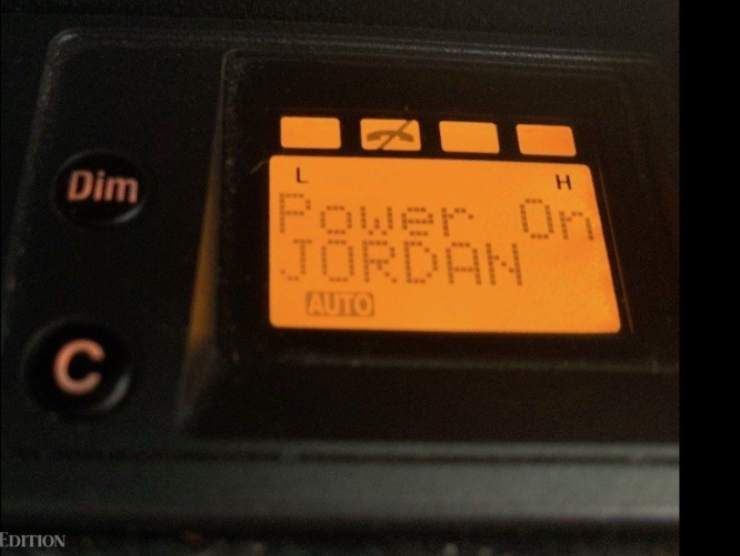 Dim
L H
Power On
JORDAN
AUTO
C
EDITION